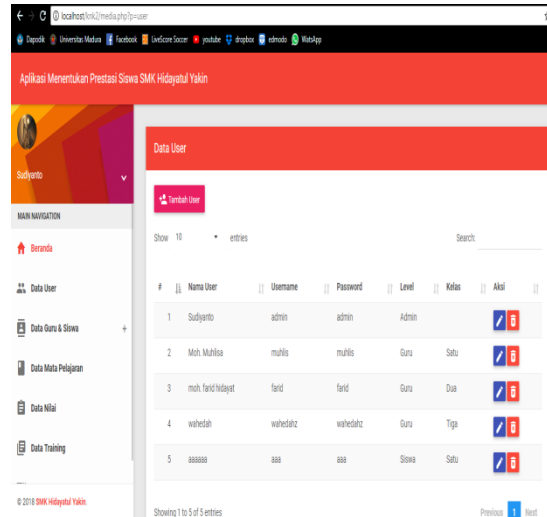 localhost/knk2/media.php?p=user
Dapodik Universitas Madura Facebook LiveScore Soccer youtube dropbox edmodo WhatsApp
Aplikasi Menentukan Prestasi Siswa SMK Hidayatul Yakin
Sudiyanto
MAIN NAVIGATION
Beranda
Data User
Data Guru & Siswa +
Data Mata Pelajaran
Data Nilai
Data Training
© 2018 SMK Hidayatul Yakin
Data User
Tambah User
Show 10 entries Search:
# Nama User Username Password Level Kelas Aksi
1 Sudiyanto admin admin Admin
2 Moh. Muhlisa muhlis muhlis Guru Satu
3 moh. farid hidayat farid farid Guru Dua
4 wahedah wahedahz wahedahz Guru Tiga
5 aaaaaa aaa aaa Siswa Satu
Showing 1 to 5 of 5 entries Previous 1 Next